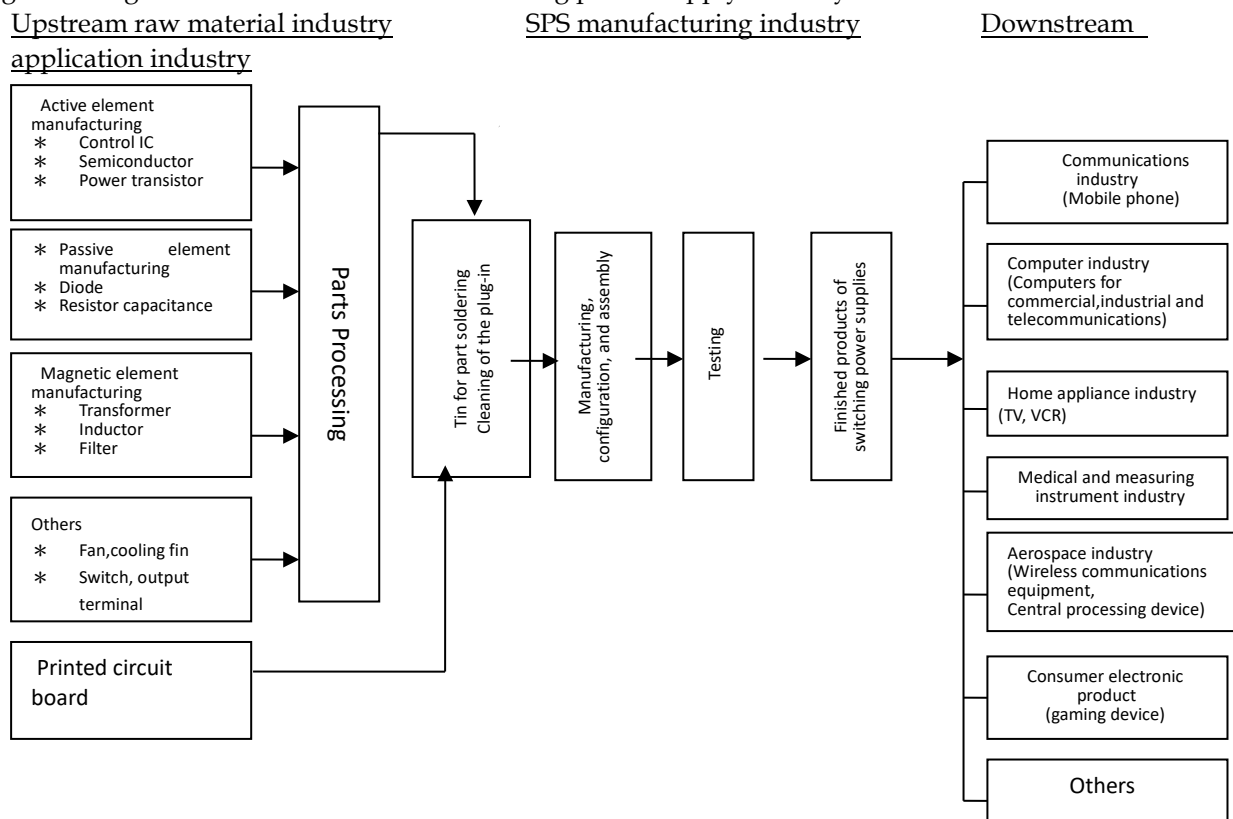 Upstream raw material industry SPS manufacturing industry Downstream
application industry
Active element
manufacturing
＊ Control IC
＊ Semiconductor
＊ Power transistor
＊ Passive element
manufacturing
＊ Diode
＊ Resistor capacitance
Magnetic element
manufacturing
＊ Transformer
＊ Inductor
＊ Filter
Others
＊ Fan,cooling fin
＊ Switch, output
terminal
Printed circuit
board
Parts Processing
Tin for part soldering
Cleaning of the plug-in
Manufacturing,
configuration, and assembly
Testing
Finished products of
switching power supplies
Communications
industry
(Mobile phone)
Computer industry
(Computers for
commercial,industrial and
telecommunications)
Home appliance industry
(TV, VCR)
Medical and measuring
instrument industry
Aerospace industry
(Wireless communications
equipment,
Central processing device)
Consumer electronic
product
(gaming device)
Others